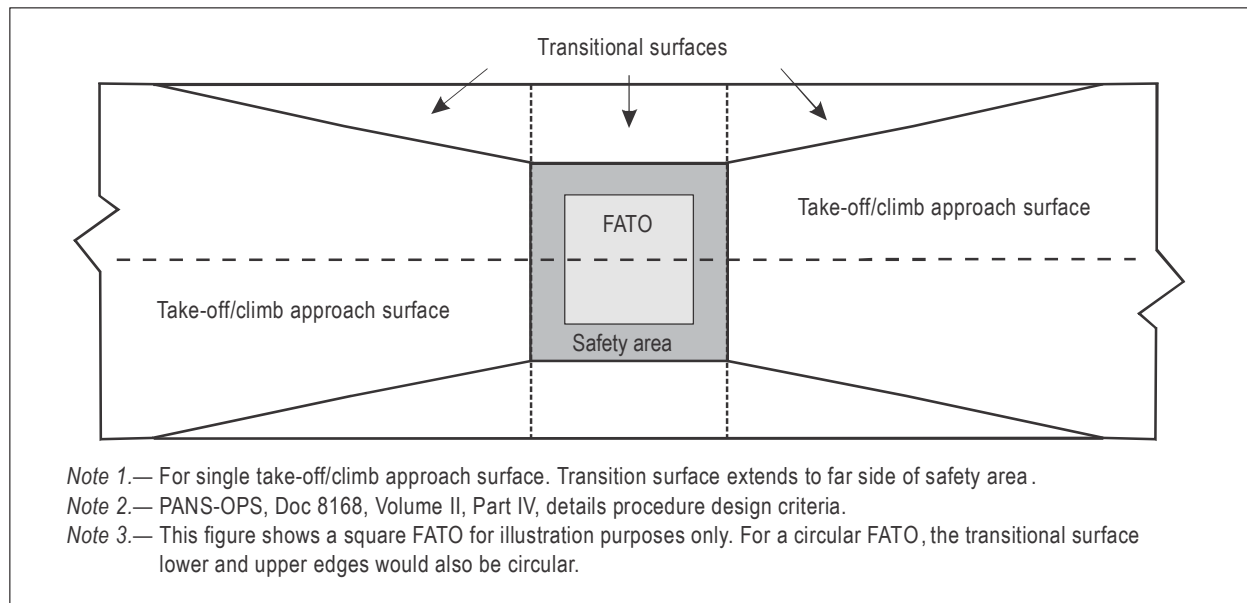 Transitional surfaces
Take-off/climb approach surface
FATO
Take-off/climb approach surface
Safety area
Note 1.— For single take-off/climb approach surface. Transition surface extends to far side of safety area.
Note 2.— PANS-OPS, Doc 8168, Volume II, Part IV, details procedure design criteria.
Note 3.— This figure shows a square FATO for illustration purposes only. For a circular FATO, the transitional surface
lower and upper edges would also be circular.